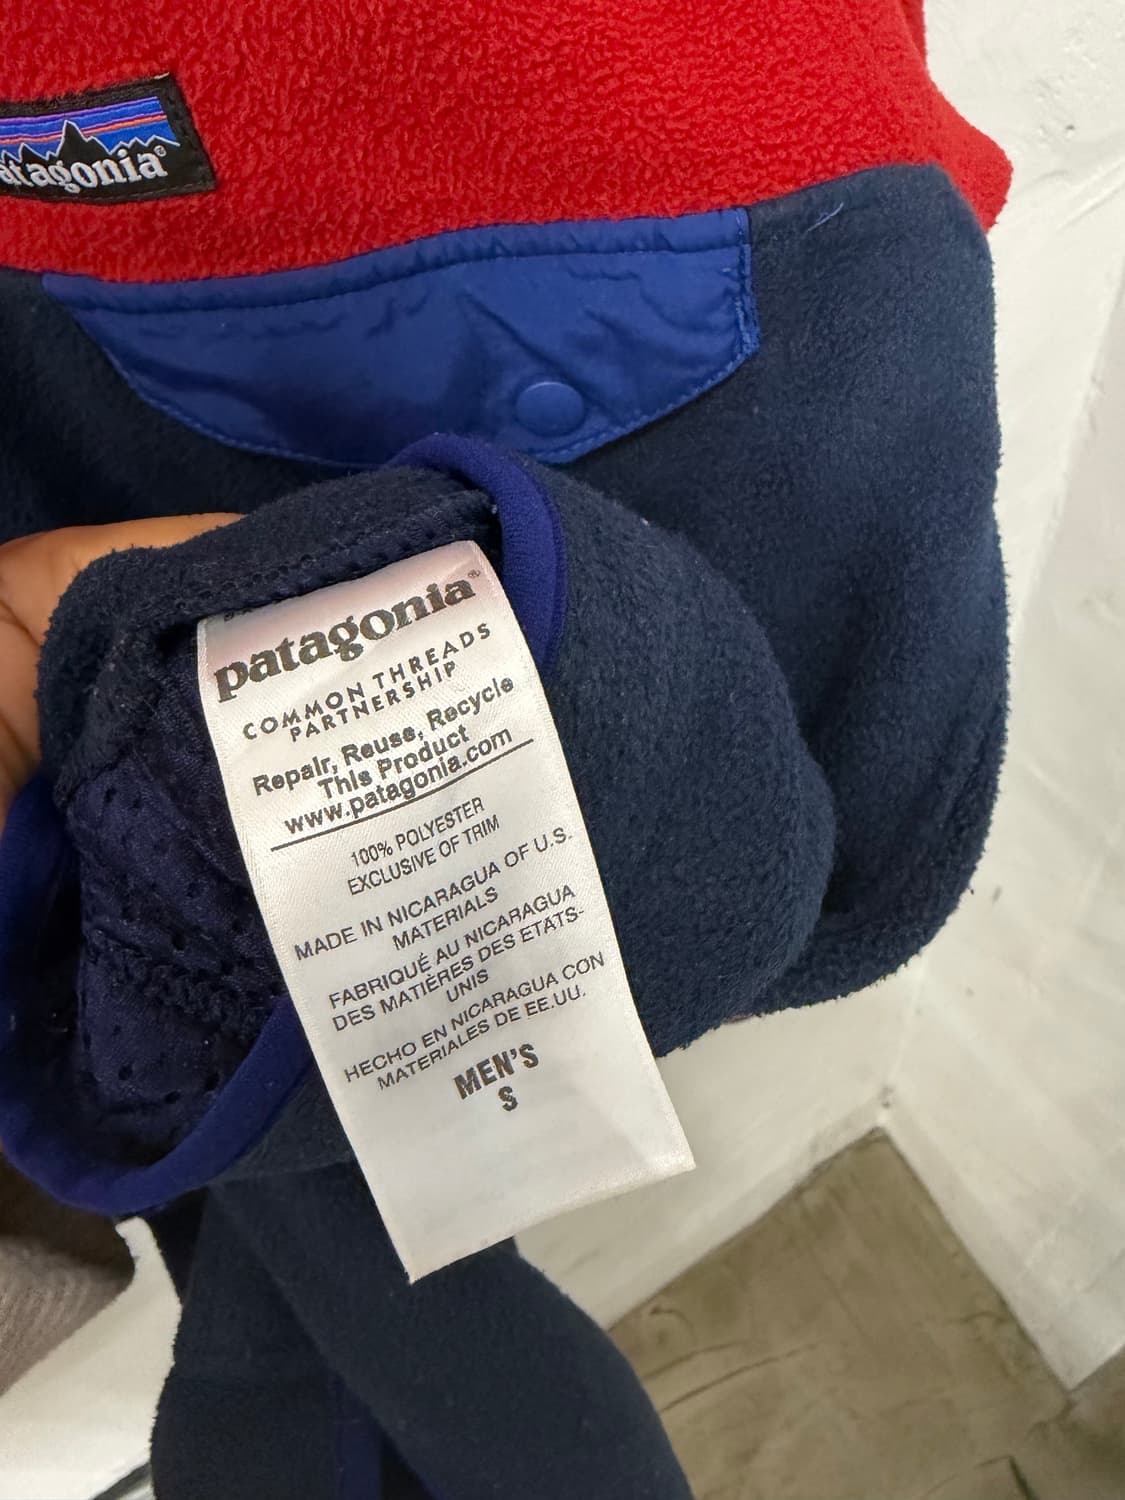 patagonia®
patagonia®
COMMON THREADS
PARTNERSHIP
Repair, Reuse, Recycle
This Product
www.patagonia.com
100% POLYESTER
EXCLUSIVE OF TRIM
MADE IN NICARAGUA OF U.S.
MATERIALS
FABRIQUÉ AU NICARAGUA
DES MATIÈRES DES ETATS-
UNIS
HECHO EN NICARAGUA CON
MATERIALES DE EE.UU.
MEN'S
S